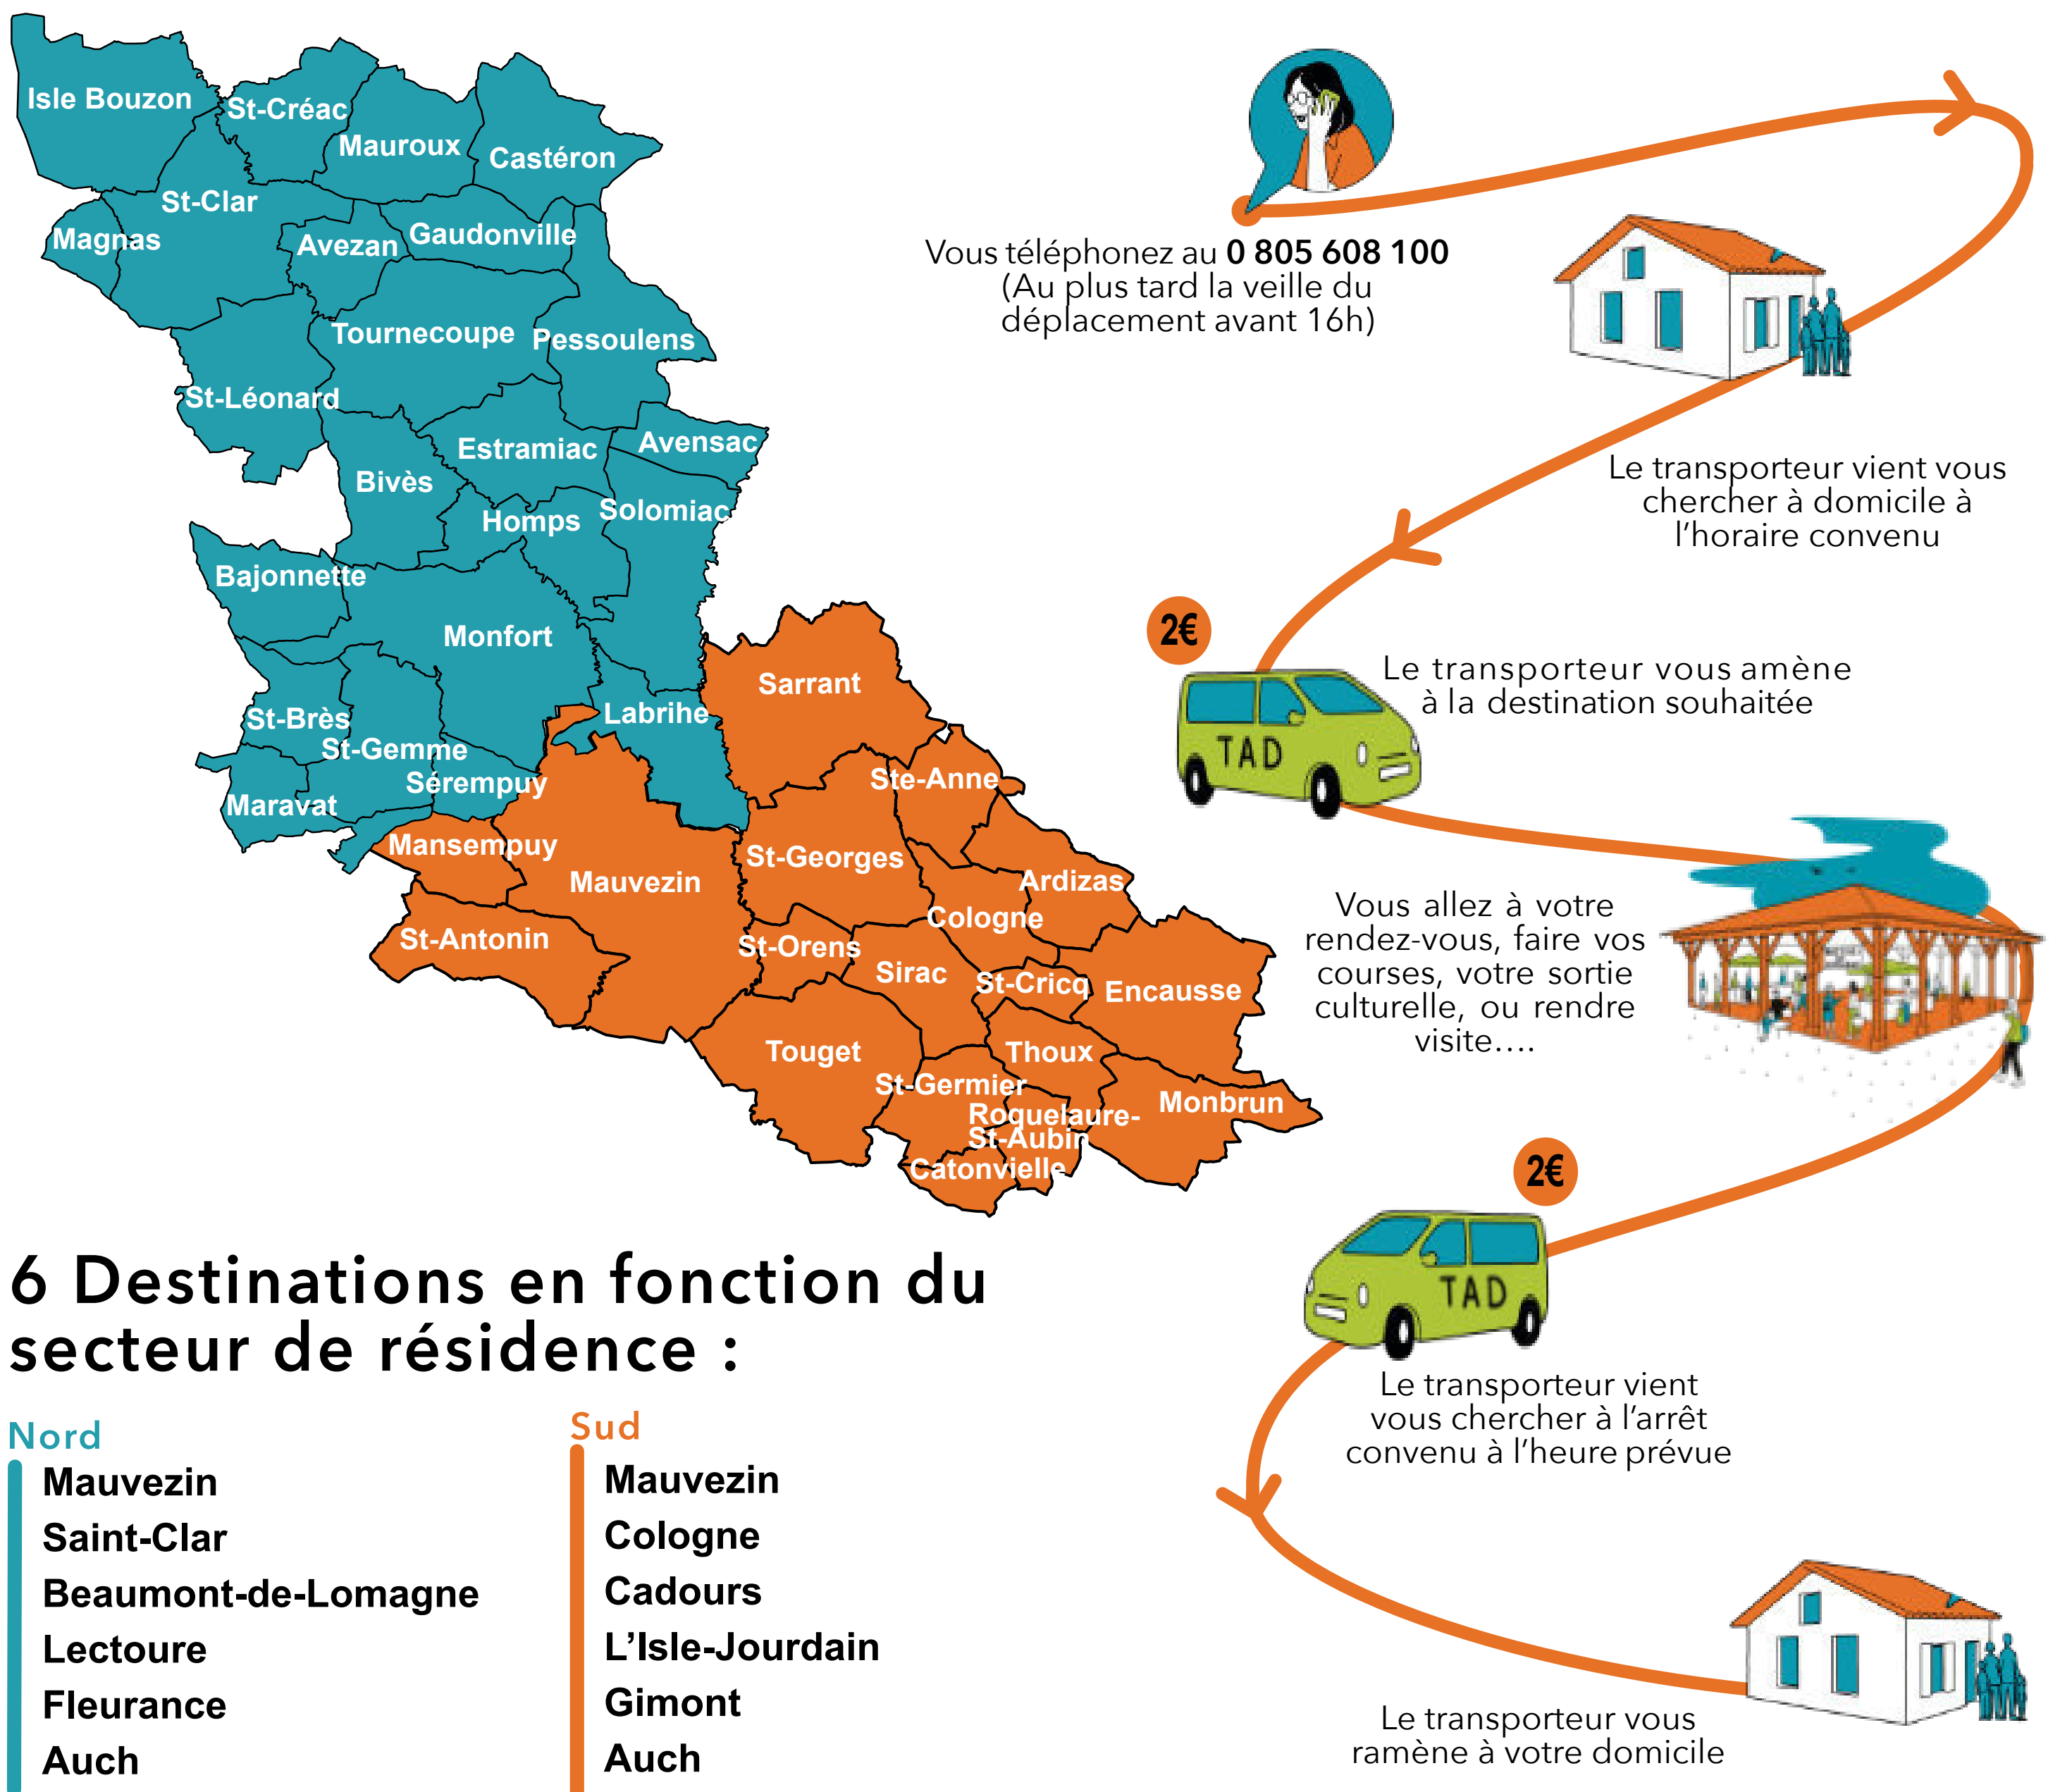 Isle Bouzon
St-Créac
Mauroux
Castéron
St-Clar
Magnas
Avezan
Gaudonville
Tournecoupe
Pessoulens
St-Léonard
Estramiac
Avensac
Bivès
Homps
Solomiac
Bajonnette
Monfort
Sarrant
St-Brès
Labrihe
St-Gemme
Sérempuy
Ste-Anne
Maravat
Mansempuy
Mauvezin
St-Georges
Ardizas
Cologne
St-Antonin
St-Orens
Sirac
St-Cricq
Encausse
Touget
Thoux
St-Germier
Monbrun
Roquelaure-
St-Aubin
Catonvielle
6 Destinations en fonction du
secteur de résidence :
Nord
Mauvezin
Saint-Clar
Beaumont-de-Lomagne
Lectoure
Fleurance
Auch
Sud
Mauvezin
Cologne
Cadours
L’Isle-Jourdain
Gimont
Auch
Vous téléphonez au 0 805 608 100
(Au plus tard la veille du
déplacement avant 16h)
Le transporteur vient vous
chercher à domicile à
l’horaire convenu
2€
TAD
Le transporteur vous amène
à la destination souhaitée
Vous allez à votre
rendez-vous, faire vos
courses, votre sortie
culturelle, ou rendre
visite….
2€
TAD
Le transporteur vient
vous chercher à l’arrêt
convenu à l’heure prévue
Le transporteur vous
ramène à votre domicile